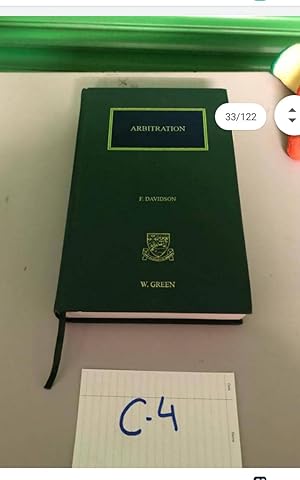 33/122
ARBITRATION
F. DAVIDSON
W. GREEN
C-4